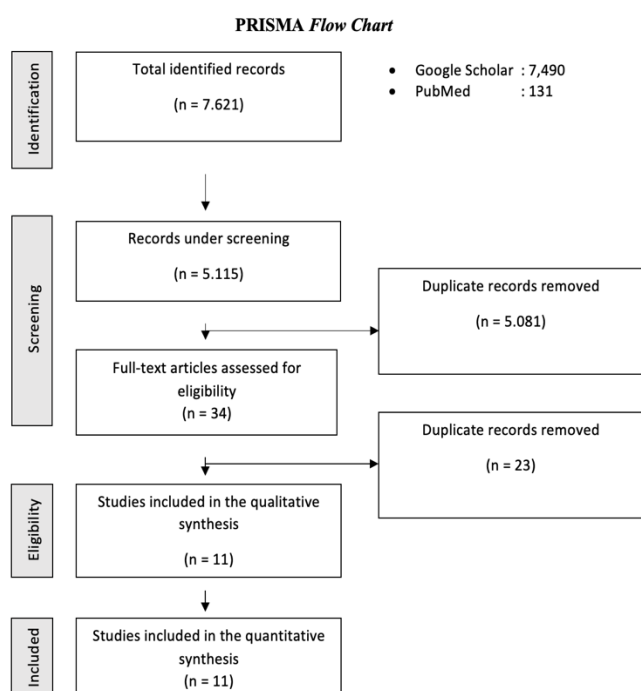 PRISMA Flow Chart
Identification
Total identified records
(n = 7.621)
• Google Scholar : 7,490
• PubMed : 131
Screening
Records under screening
(n = 5.115)
Duplicate records removed
(n = 5.081)
Full-text articles assessed for
eligibility
(n = 34)
Duplicate records removed
(n = 23)
Eligibility
Studies included in the qualitative
synthesis
(n = 11)
Included
Studies included in the quantitative
synthesis
(n = 11)